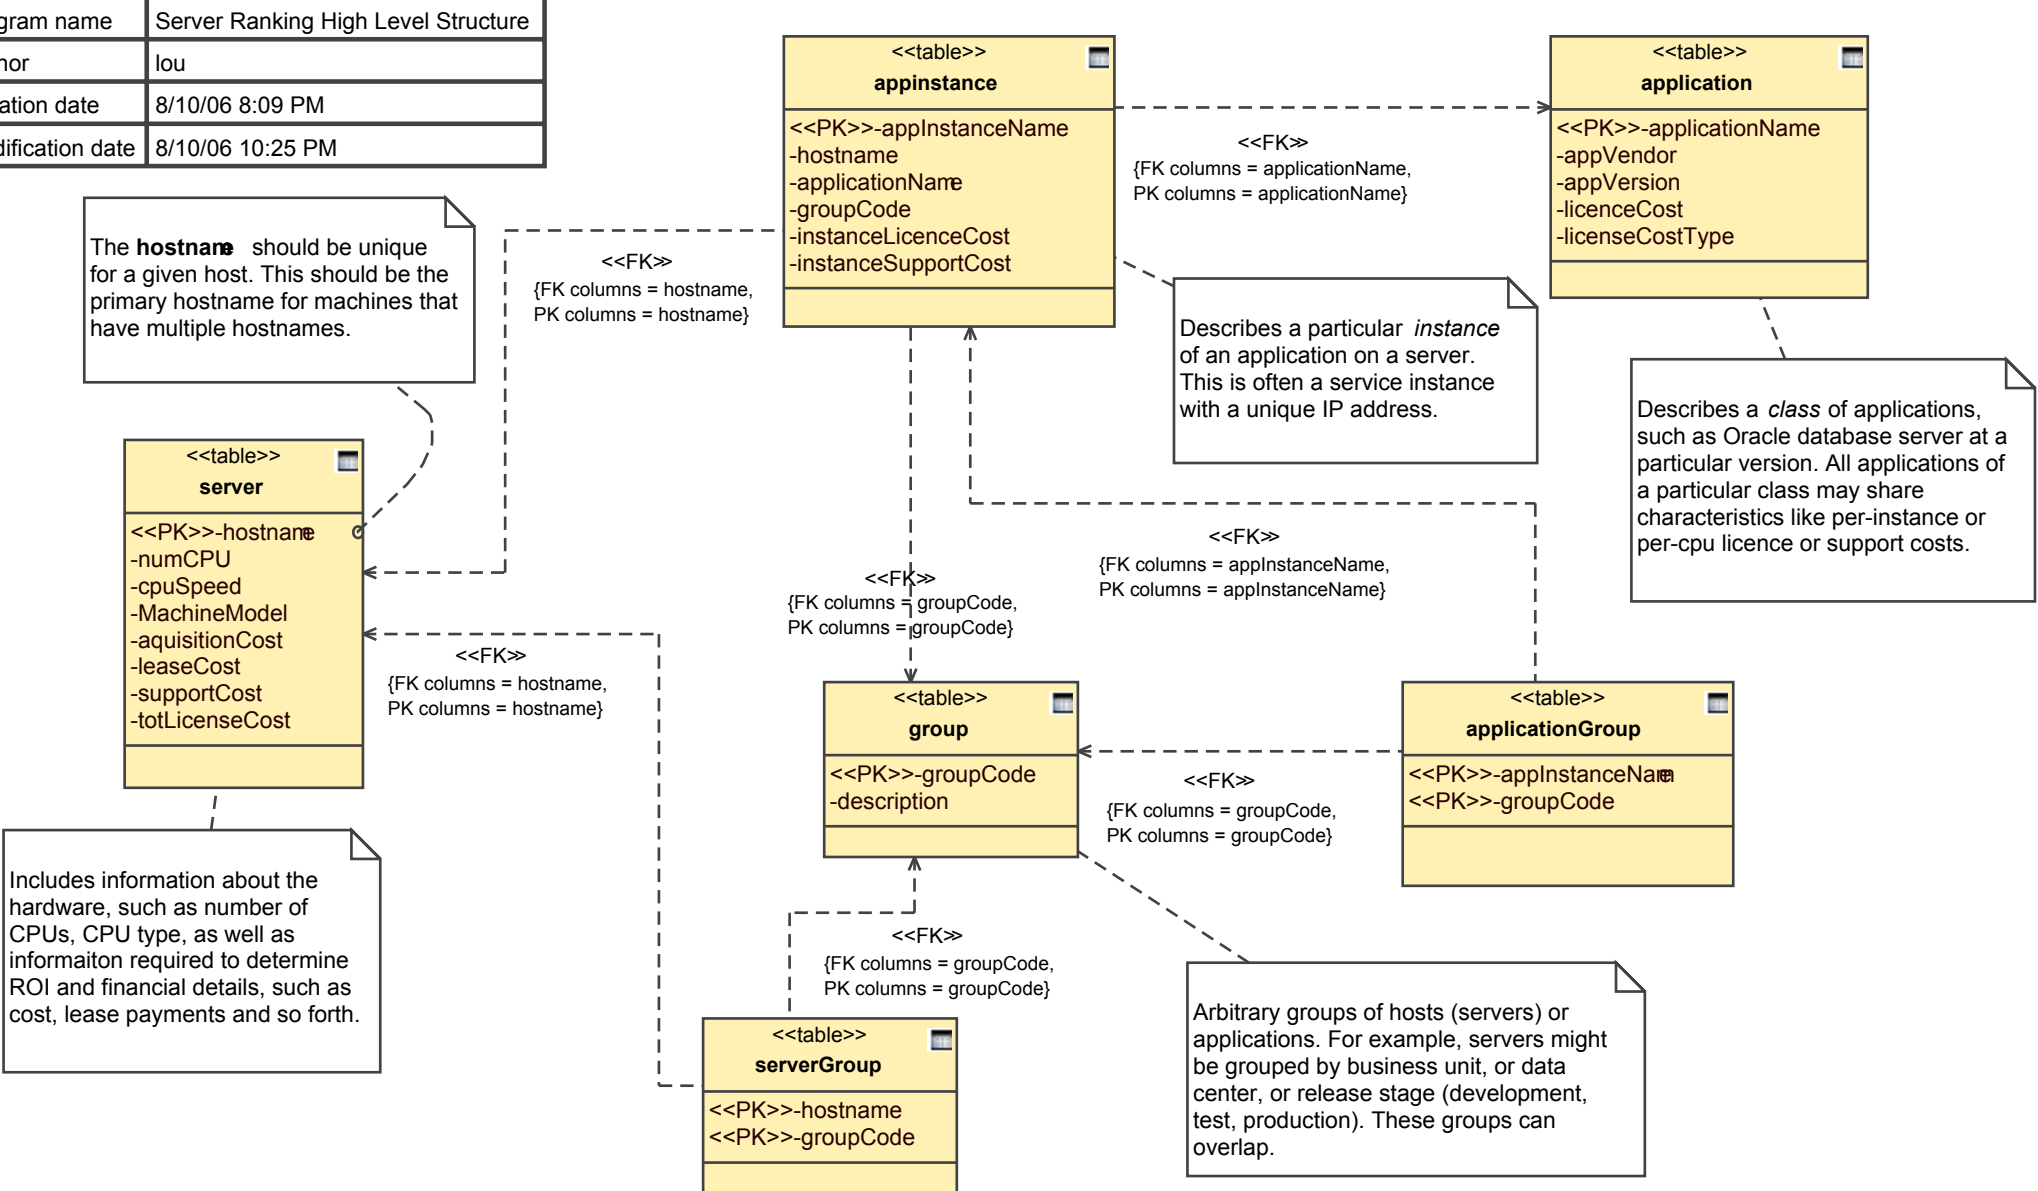 gram name
Server Ranking High Level Structure
nor
lou
ation date
8/10/06 8:09 PM
dification date
8/10/06 10:25 PM
<<table>>
appinstance
<<PK>>-appInstanceName
-hostname
-applicationName
-groupCode
-instanceLicenceCost
-instanceSupportCost
<<table>>
application
<<PK>>-applicationName
-appVendor
-appVersion
-licenceCost
-licenseCostType
<<FK>>
{FK columns = applicationName,
PK columns = applicationName}
The hostname should be unique
for a given host. This should be the
primary hostname for machines that
have multiple hostnames.
<<FK>>
{FK columns = hostname,
PK columns = hostname}
Describes a particular instance
of an application on a server.
This is often a service instance
with a unique IP address.
Describes a class of applications,
such as Oracle database server at a
particular version. All applications of
a particular class may share
characteristics like per-instance or
per-cpu licence or support costs.
<<table>>
server
<<PK>>-hostname
-numCPU
-cpuSpeed
-MachineModel
-aquisitionCost
-leaseCost
-supportCost
-totLicenseCost
<<FK>>
{FK columns = groupCode,
PK columns = groupCode}
<<FK>>
{FK columns = appInstanceName,
PK columns = appInstanceName}
<<FK>>
{FK columns = hostname,
PK columns = hostname}
<<table>>
group
<<PK>>-groupCode
-description
<<FK>>
{FK columns = groupCode,
PK columns = groupCode}
<<table>>
applicationGroup
<<PK>>-appInstanceName
<<PK>>-groupCode
Includes information about the
hardware, such as number of
CPUs, CPU type, as well as
informaiton required to determine
ROI and financial details, such as
cost, lease payments and so forth.
<<FK>>
{FK columns = groupCode,
PK columns = groupCode}
<<table>>
serverGroup
<<PK>>-hostname
<<PK>>-groupCode
Arbitrary groups of hosts (servers) or
applications. For example, servers might
be grouped by business unit, or data
center, or release stage (development,
test, production). These groups can
overlap.